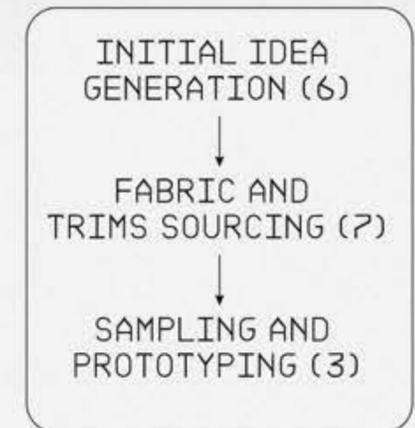 INITIAL IDEA
GENERATION (6)
FABRIC AND
TRIMS SOURCING (7)
SAMPLING AND
PROTOTYPING (3)